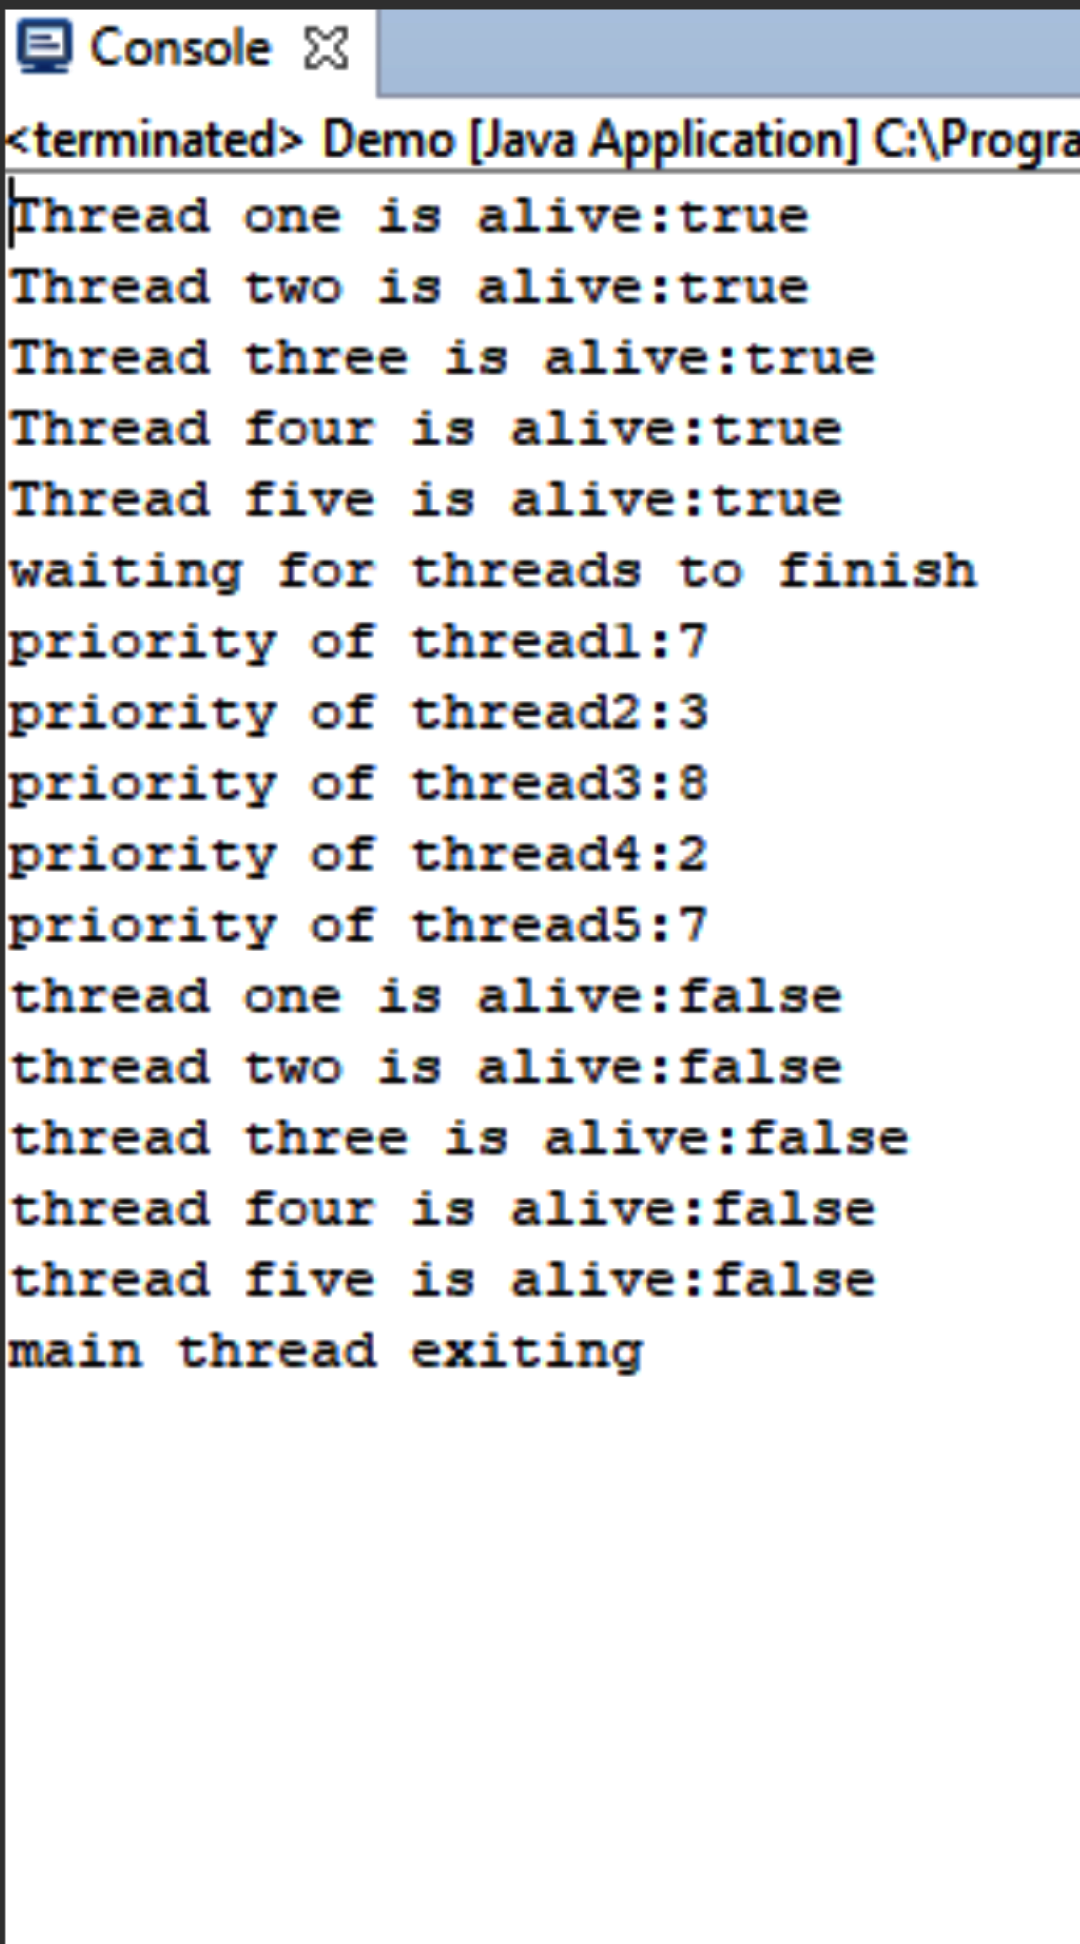 Console
<terminated> Demo [Java Application] C:\Progra
Thread one is alive:true
Thread two is alive:true
Thread three is alive:true
Thread four is alive:true
Thread five is alive:true
waiting for threads to finish
priority of thread1:7
priority of thread2:3
priority of thread3:8
priority of thread4:2
priority of thread5:7
thread one is alive:false
thread two is alive:false
thread three is alive:false
thread four is alive:false
thread five is alive:false
main thread exiting